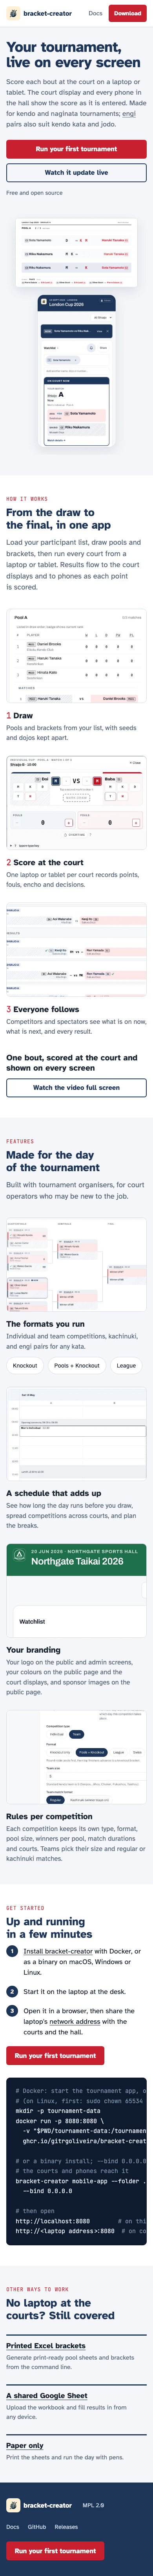 bracket-creator
Docs
Download
Your tournament,
live on every screen
Score each bout at the court on a laptop or
tablet. The court display and every phone in
the hall show the score as it is entered. Made
for kendo and naginata tournaments; engi
pairs also suit kendo kata and jodo.
Run your first tournament
Watch it update live
Free and open source
London Cup 2026
HOW IT WORKS
From the draw to
the final, in one app
Load your participant list, draw pools and
brackets, then run every court from a
laptop or tablet. Results flow to the court
displays and to phones as each point
is scored.
Pool A
Daniel Brooks
Haruki Tanaka
Hiroto Kato
1 Draw
Pools and brackets from your list, with seeds
and dojos kept apart.
VS
2 Score at the court
One laptop or tablet per court records points,
fouls, encho and decisions.
3 Everyone follows
Competitors and spectators see what is on now,
what is next, and every result.
One bout, scored at the court and
shown on every screen
Watch the video full screen
FEATURES
Made for the day
of the tournament
Built with tournament organisers, for court
operators who may be new to the job.
The formats you run
Individual and team competitions, kachinuki,
and engi pairs for any kata.
Knockout
Pools + Knockout
League
A schedule that adds up
See how long the day runs before you draw,
spread competitions across courts, and plan
the breaks.
20 JUN 2026 · NORTHGATE SPORTS HALL
Northgate Taikai 2026
Watchlist
Your branding
Your logo on the public and admin screens,
your colours on the public page and the
court displays, and sponsor images on the
public page.
Rules per competition
Each competition keeps its own type, format,
pool size, winners per pool, match durations
and courts. Teams pick their size and regular or
kachinuki matches.
GET STARTED
Up and running
in a few minutes
1 Install bracket-creator with Docker, or
as a binary on macOS, Windows or
Linux.
2 Start it on the laptop at the desk.
3 Open it in a browser, then share the
laptop's network address with the
courts and the hall.
Run your first tournament
# Docker: start the tournament app, o
# (on Linux, first: sudo chown 65534
mkdir -p tournament-data
docker run -p 8080:8080 \
-v "$PWD/tournament-data:/tournamen
ghcr.io/gitrgoliveira/bracket-creat
# or a binary install; --bind 0.0.0.0
# the courts and phones reach it
bracket-creator mobile-app --folder .
--bind 0.0.0.0
# then open
http://localhost:8080 # on thi
http://<laptop address>:8080 # on co
OTHER WAYS TO WORK
No laptop at the
courts? Still covered
Printed Excel brackets
Generate print-ready pool sheets and brackets
from the command line.
A shared Google Sheet
Upload the workbook and fill results in from
any device.
Paper only
Print the sheets and run the day with pens.
bracket-creator
MPL 2.0
Docs
GitHub
Releases
Run your first tournament